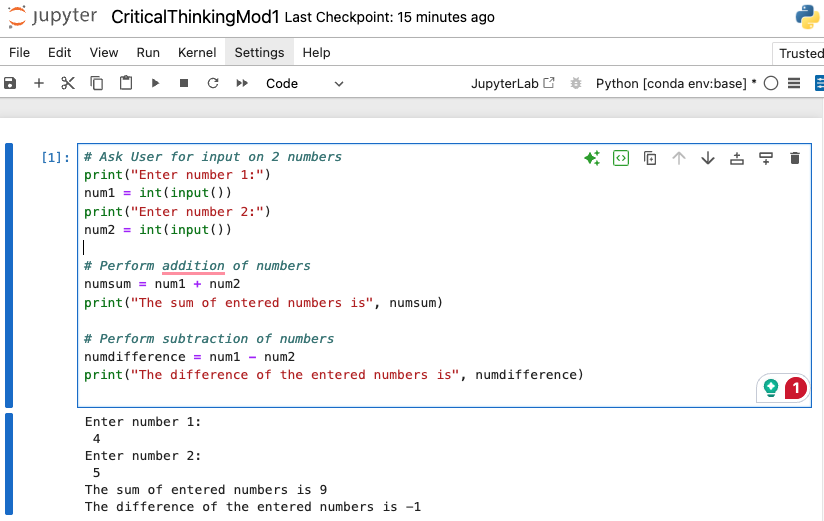 jupyter CriticalThinkingMod1 Last Checkpoint: 15 minutes ago
File Edit View Run Kernel Settings Help Trusted
Code JupyterLab Python [conda env:base] *
[1]: # Ask User for input on 2 numbers
print("Enter number 1:")
num1 = int(input())
print("Enter number 2:")
num2 = int(input())
# Perform addition of numbers
numsum = num1 + num2
print("The sum of entered numbers is", numsum)
# Perform subtraction of numbers
numdifference = num1 - num2
print("The difference of the entered numbers is", numdifference)
1
Enter number 1:
4
Enter number 2:
5
The sum of entered numbers is 9
The difference of the entered numbers is -1